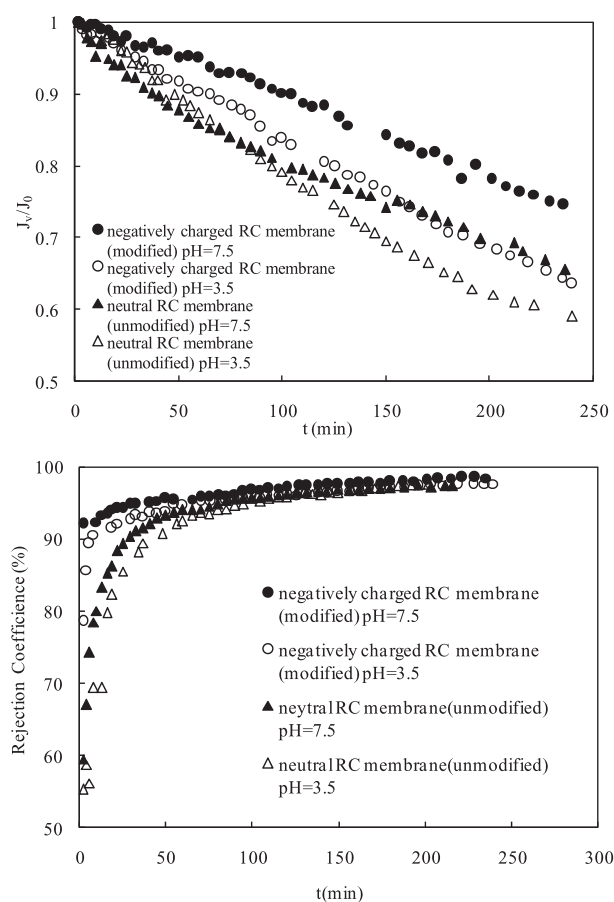 1
0.9
0.8
0.7
0.6
0.5
Jv/J0
● negatively charged RC membrane
(modified) pH=7.5
○ negatively charged RC membrane
(modified) pH=3.5
▲ neutral RC membrane
(unmodified) pH=7.5
△ neutral RC membrane
(unmodified) pH=3.5
0 50 100 150 200 250
t (min)
100
90
80
70
60
50
Rejection Coefficience (%)
● negatively charged RC membrane
(modified) pH=7.5
○ negatively charged RC membrane
(modified) pH=3.5
▲ neytral RC membrane(unmodified)
pH=7.5
△ neutral RC membrane(unmodified)
pH=3.5
0 50 100 150 200 250 300
t(min)